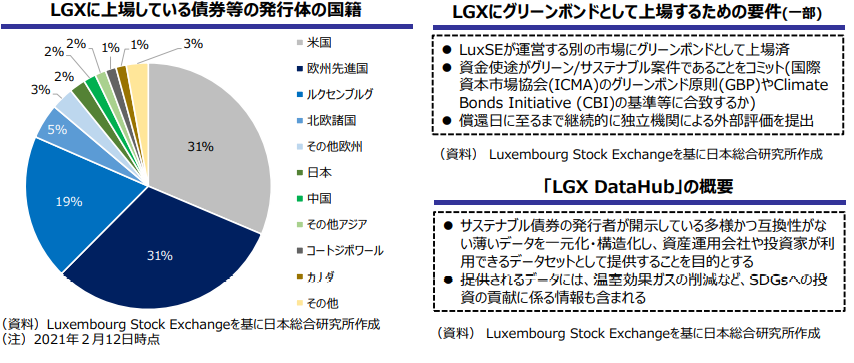 LGXに上場している債券等の発行体の国籍
2%
2%
1%
1%
3%
2%
3%
5%
19%
31%
31%
米国
欧州先進国
ルクセンブルグ
北欧諸国
その他欧州
日本
中国
その他アジア
コートジボワール
カナダ
その他
（資料）Luxembourg Stock Exchangeを基に日本総合研究所作成
（注）2021年２月12日時点
LGXにグリーンボンドとして上場するための要件(一部)
● LuxSEが運営する別の市場にグリーンボンドとして上場済
● 資金使途がグリーン/サステナブル案件であることをコミット(国際
資本市場協会(ICMA)のグリーンボンド原則(GBP)やClimate
Bonds Initiative (CBI)の基準等に合致するか)
● 償還日に至るまで継続的に独立機関による外部評価を提出
（資料） Luxembourg Stock Exchangeを基に日本総合研究所作成
「LGX DataHub」の概要
● サステナブル債券の発行者が開示している多様かつ互換性がな
い薄いデータを一元化・構造化し、資産運用会社や投資家が利
用できるデータセットとして提供することを目的とする
● 提供されるデータには、温室効果ガスの削減など、SDGsへの投
資の貢献に係る情報も含まれる
（資料） Luxembourg Stock Exchangeを基に日本総合研究所作成